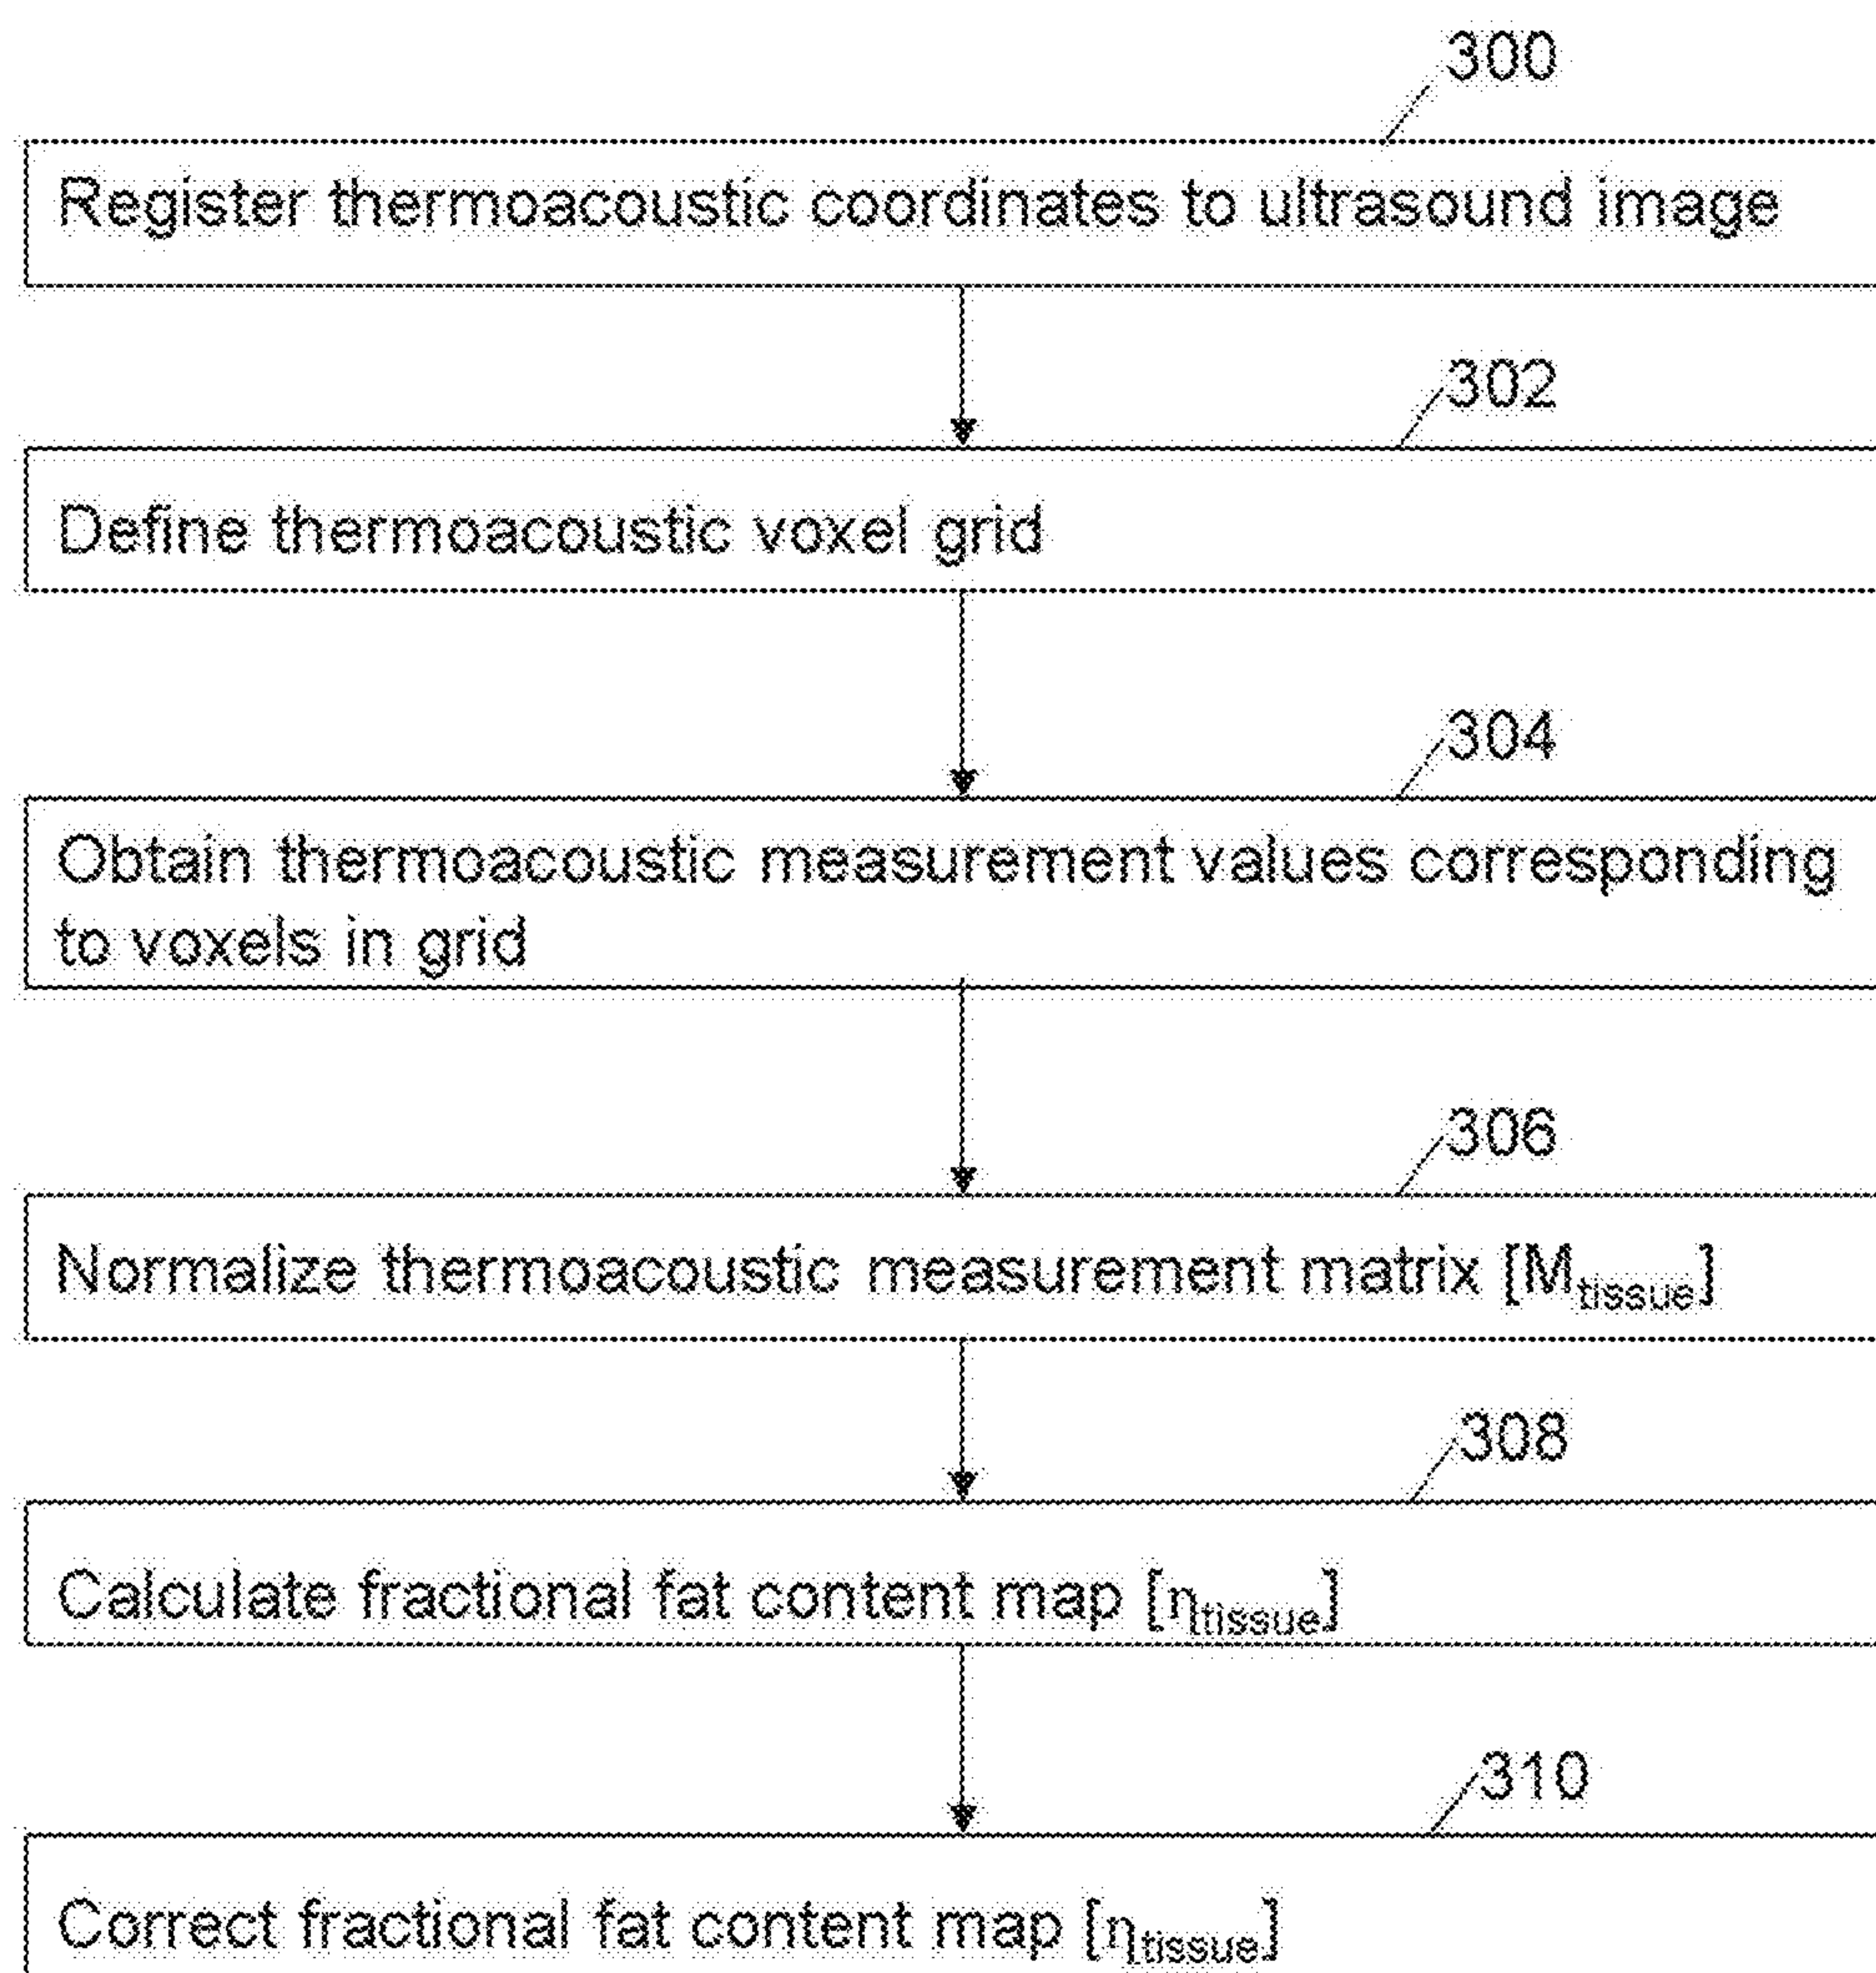 300
Register thermoacoustic coordinates to ultrasound image
302
Define thermoacoustic voxel grid
304
Obtain thermoacoustic measurement values corresponding
to voxels in grid
306
Normalize thermoacoustic measurement matrix [Mtissue]
308
Calculate fractional fat content map [ηtissue]
310
Correct fractional fat content map [ηtissue]